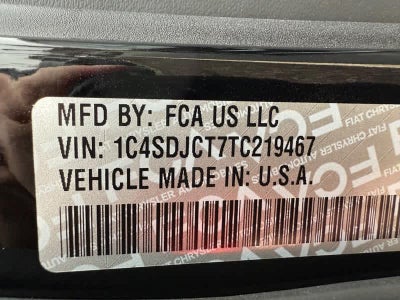 MFD BY: FCA US LLC
VIN: 1C4SDJCT7TC219467
VEHICLE MADE IN: U.S.A.